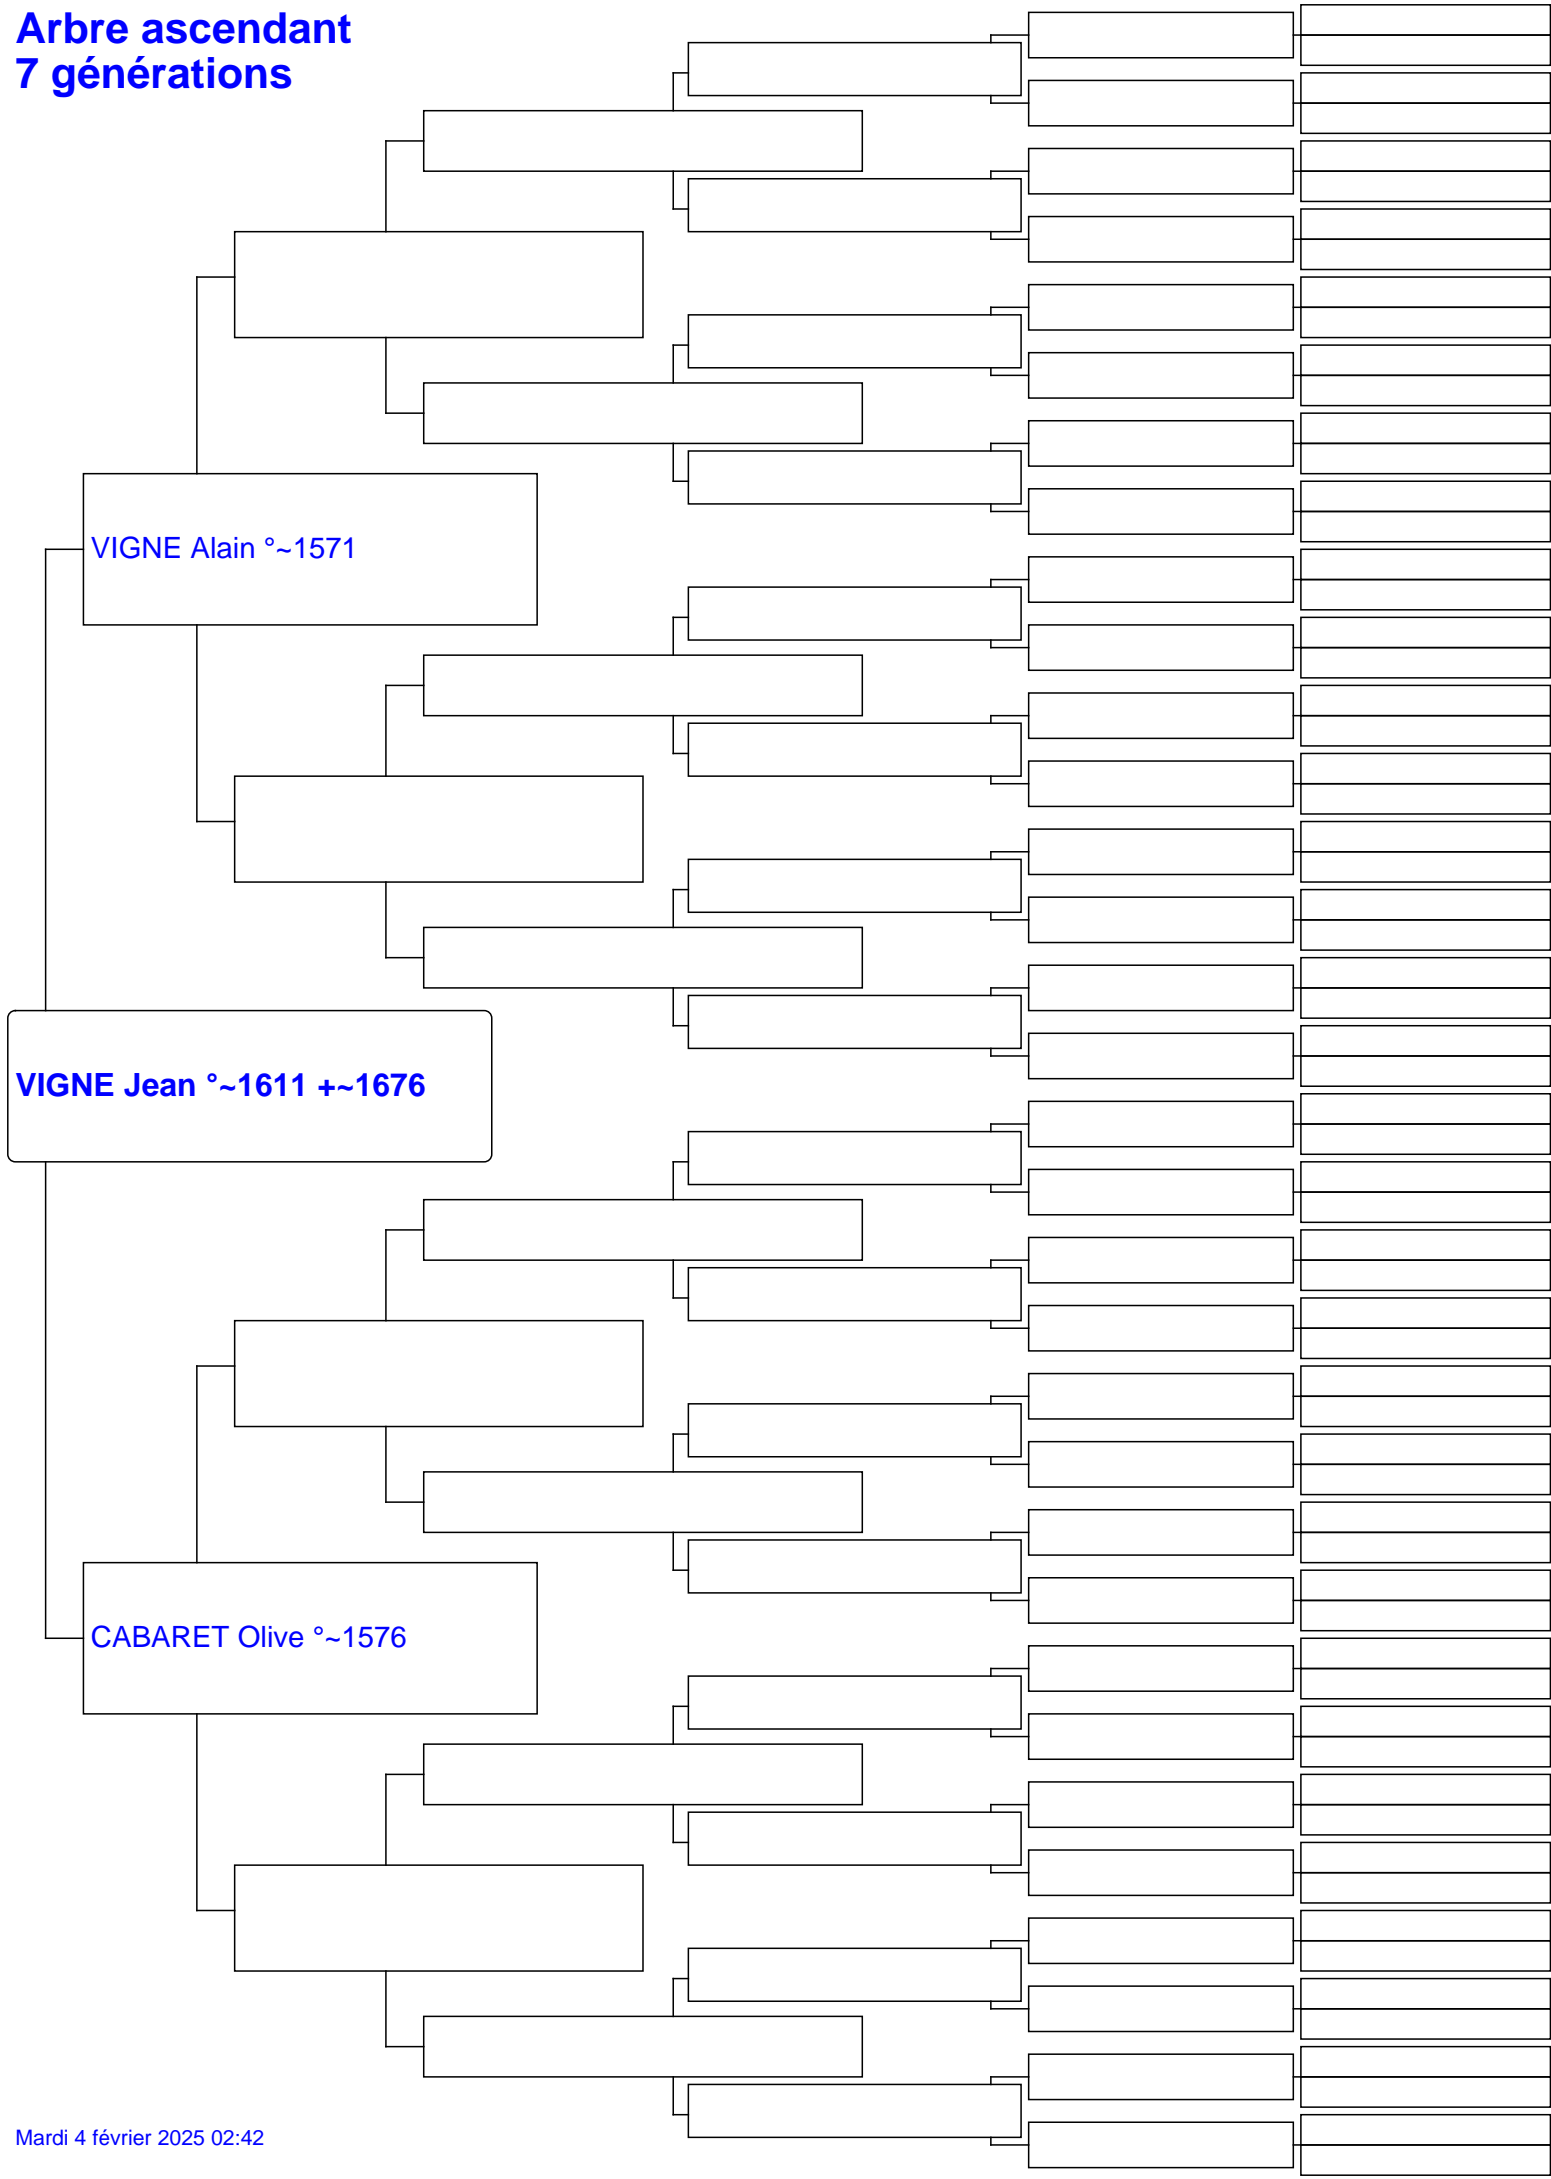 Arbre ascendant
7 générations
VIGNE Alain °~1571
VIGNE Jean °~1611 +~1676
CABARET Olive °~1576
Mardi 4 février 2025 02:42